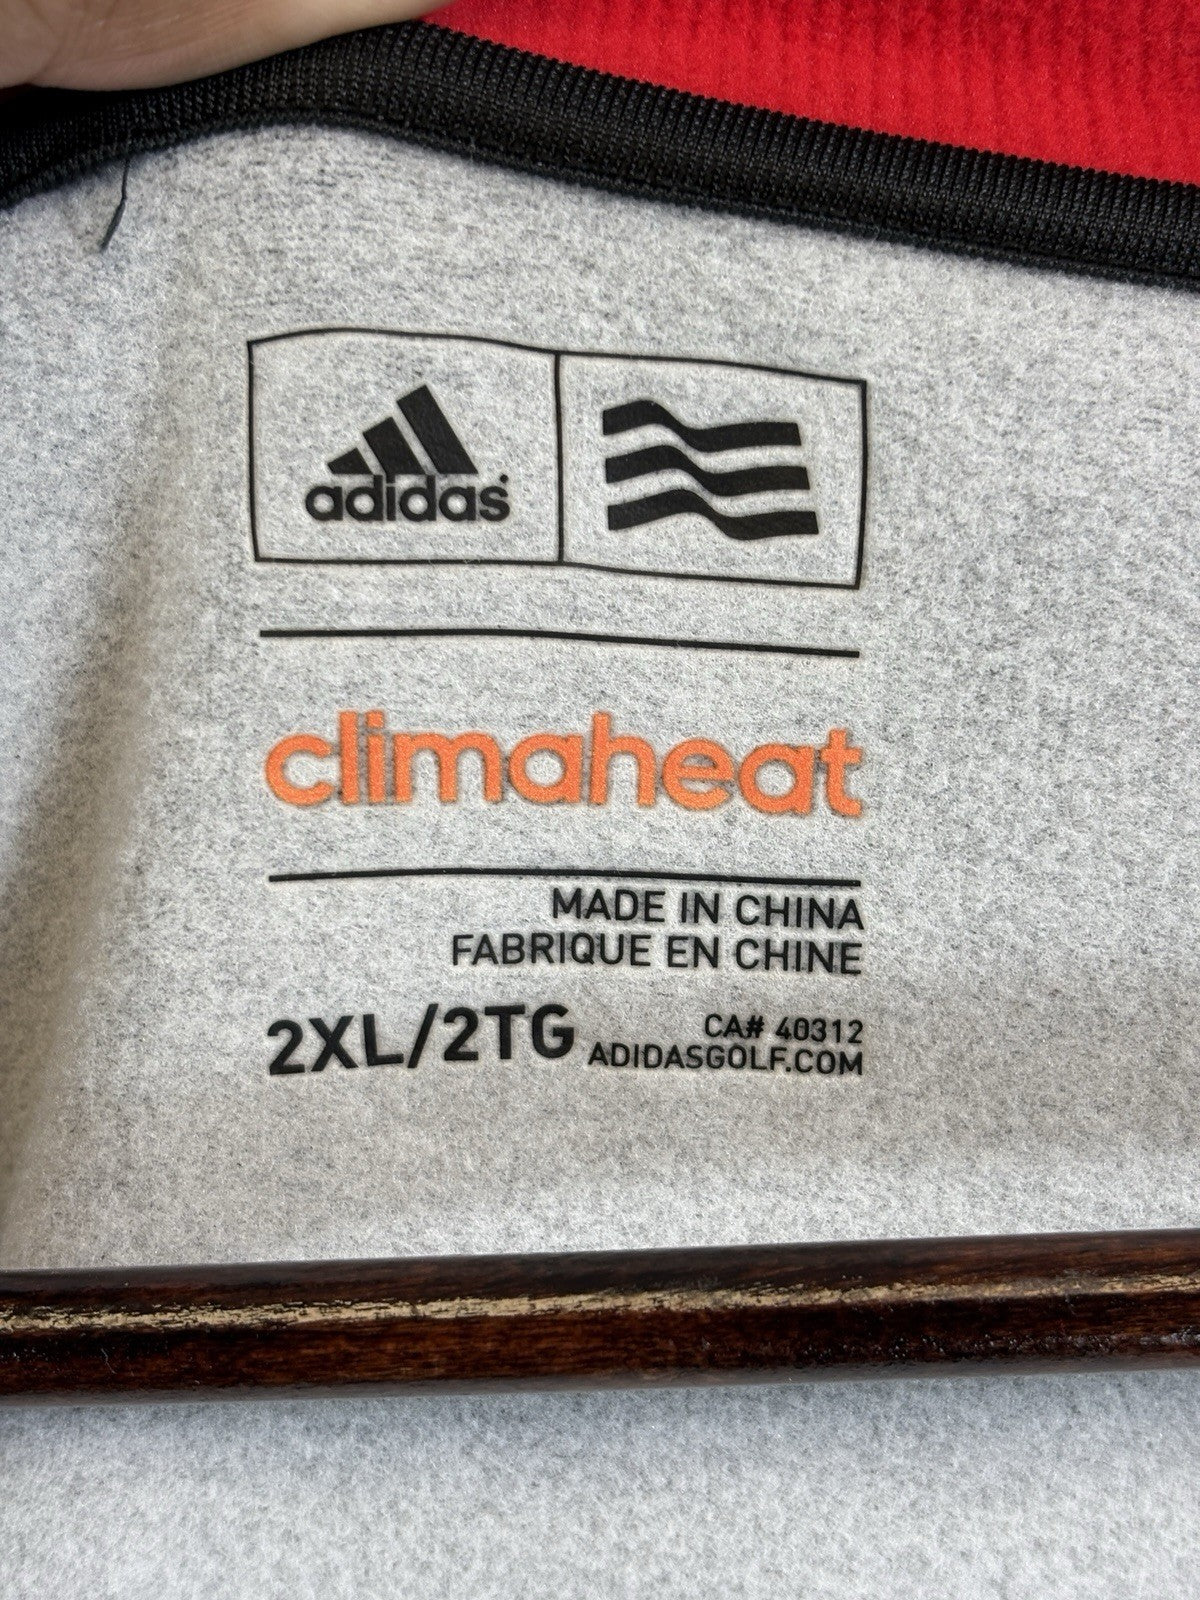 adidas
climaheat
MADE IN CHINA
FABRIQUE EN CHINE
2XL/2TG
CA# 40312
ADIDASGOLF.COM